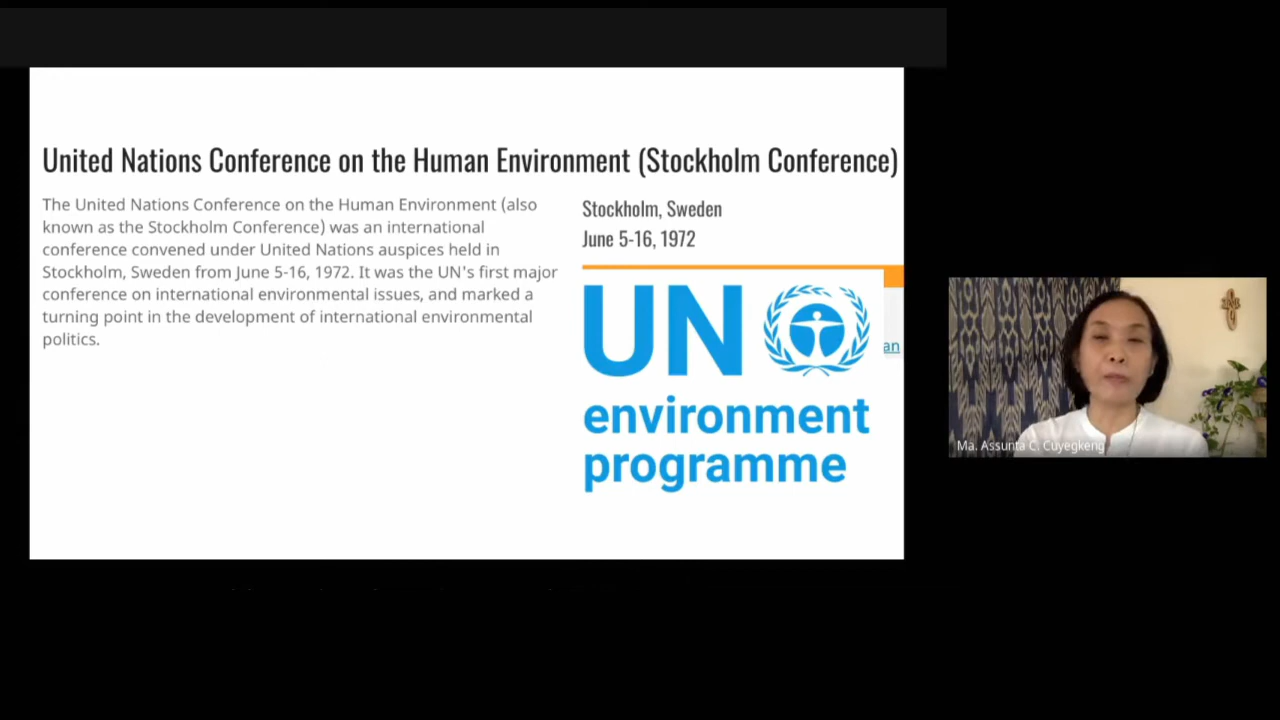 United Nations Conference on the Human Environment (Stockholm Conference)
The United Nations Conference on the Human Environment (also
known as the Stockholm Conference) was an international
conference convened under United Nations auspices held in
Stockholm, Sweden from June 5-16, 1972. It was the UN's first major
conference on international environmental issues, and marked a
turning point in the development of international environmental
politics.
Stockholm, Sweden
June 5-16, 1972
UN
environment
programme
an
Ma. Assunta C. Cuyegkeng